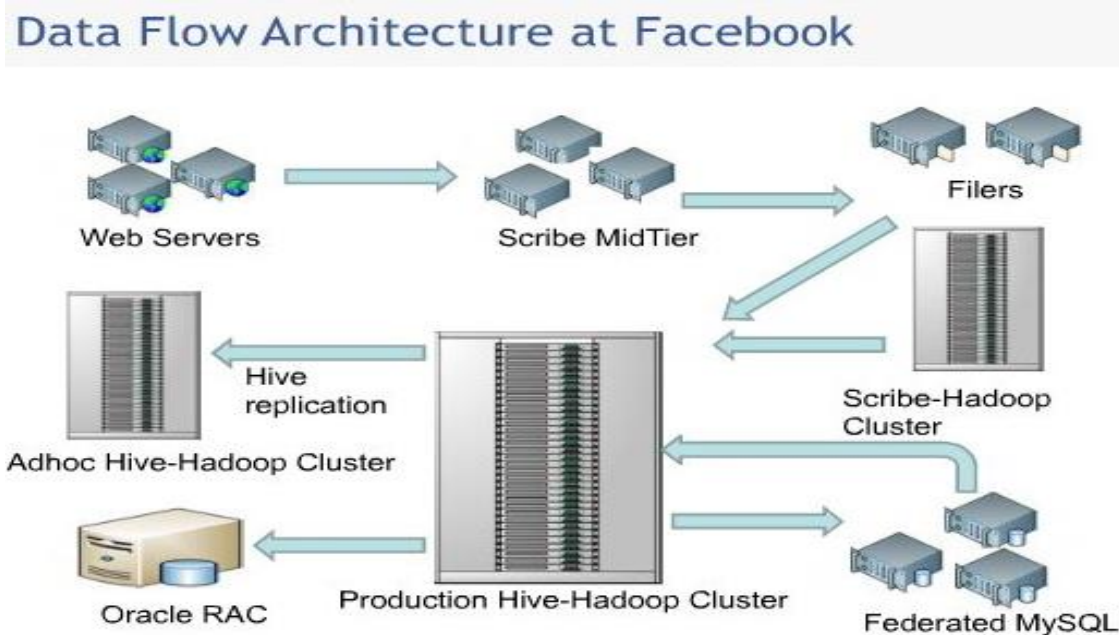 Data Flow Architecture at Facebook
Web Servers
Scribe MidTier
Filers
Hive
replication
Scribe-Hadoop
Cluster
Adhoc Hive-Hadoop Cluster
Oracle RAC
Production Hive-Hadoop Cluster
Federated MySQL